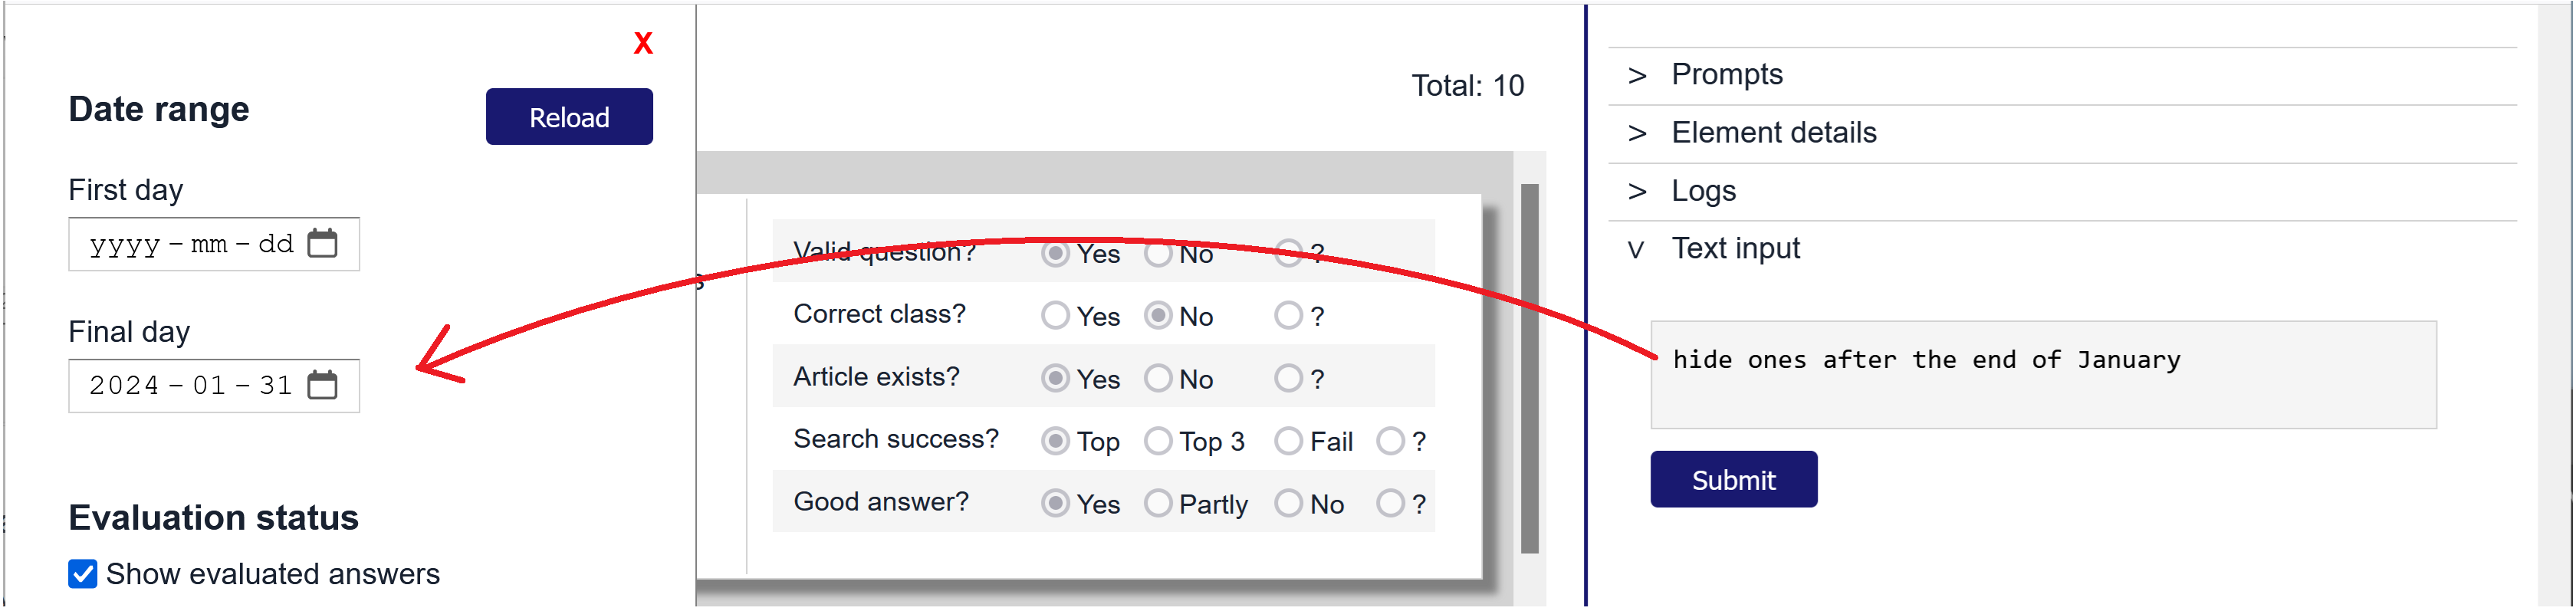 X
Date range
Reload
First day
yyyy-mm-dd
Final day
2024-01-31
Evaluation status
Show evaluated answers
Total: 10
Valid question? Yes No ?
Correct class? Yes No ?
Article exists? Yes No ?
Search success? Top Top 3 Fail ?
Good answer? Yes Partly No ?
> Prompts
> Element details
> Logs
v Text input
hide ones after the end of January
Submit